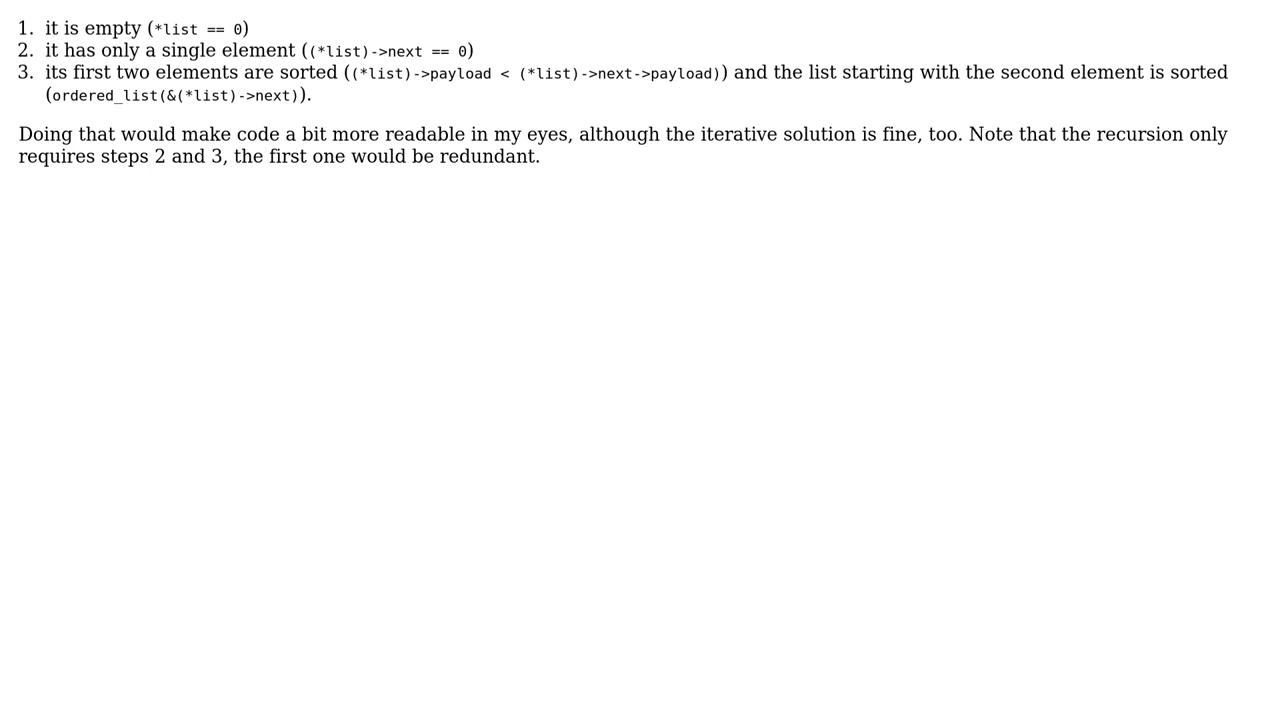 1. it is empty (*list == 0)
2. it has only a single element ((*list)->next == 0)
3. its first two elements are sorted ((*list)->payload < (*list)->next->payload)) and the list starting with the second element is sorted
(ordered_list(&(*list)->next)).
Doing that would make code a bit more readable in my eyes, although the iterative solution is fine, too. Note that the recursion only
requires steps 2 and 3, the first one would be redundant.